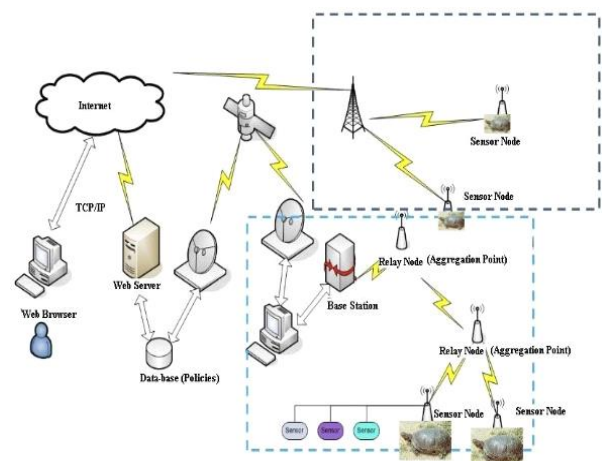 Internet
Sensor Node
TCP/IP
Sensor Node
Web Server
Relay Node (Aggregation Point)
Web Browser
Base Station
Data-base (Policies)
Relay Node (Aggregation Point)
Sensor Node
Sensor Node
Sensor
Sensor
Sensor